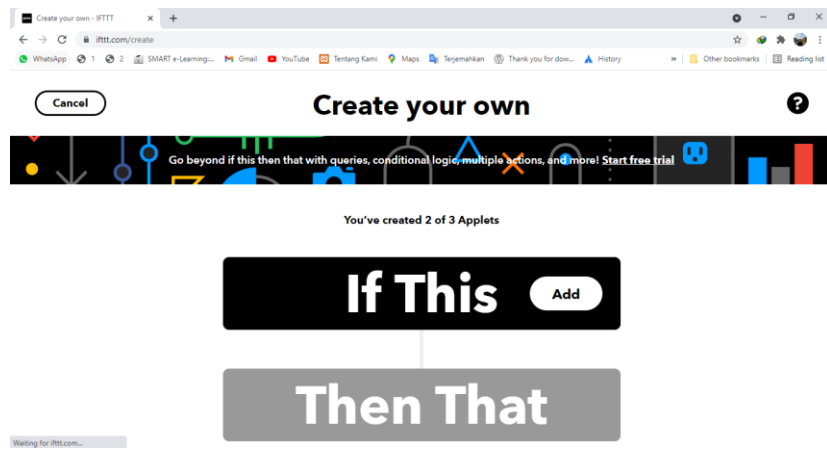 Create your own - IFTTT
ifttt.com/create
WhatsApp 1 2 SMART e-Learning:... Gmail YouTube Tentang Kami Maps Terjemahkan Thank you for dow... History » Other bookmarks Reading list
Cancel
Create your own
?
Go beyond if this then that with queries, conditional logic, multiple actions, and more! Start free trial
You've created 2 of 3 Applets
If This
Add
Then That
Waiting for ifttt.com...